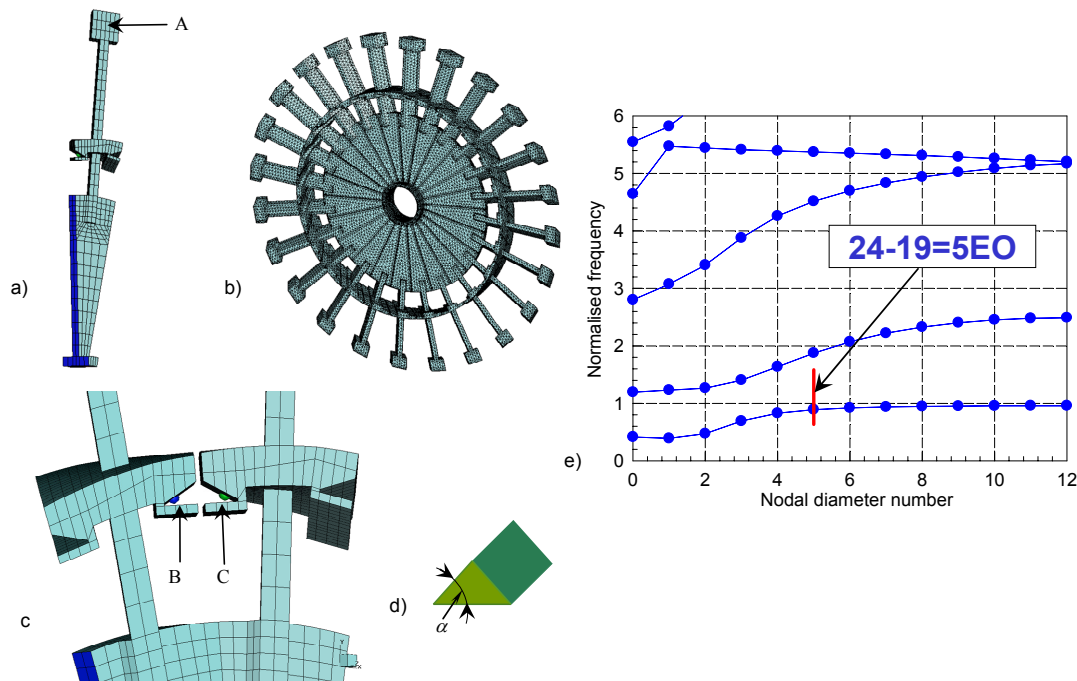 A
a)
b)
c
B
C
d)
α
e)
Normalised frequency
6
5
4
3
2
1
0
24-19=5EO
0 2 4 6 8 10 12
Nodal diameter number